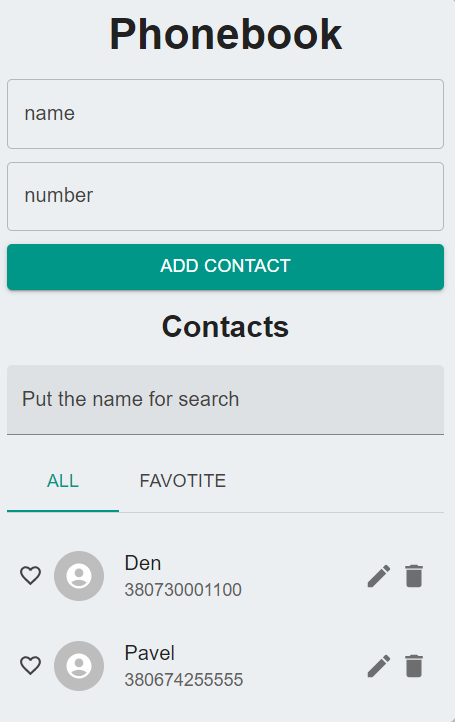 Phonebook
name
number
ADD CONTACT
Contacts
Put the name for search
ALL FAVOTITE
Den
380730001100
Pavel
380674255555